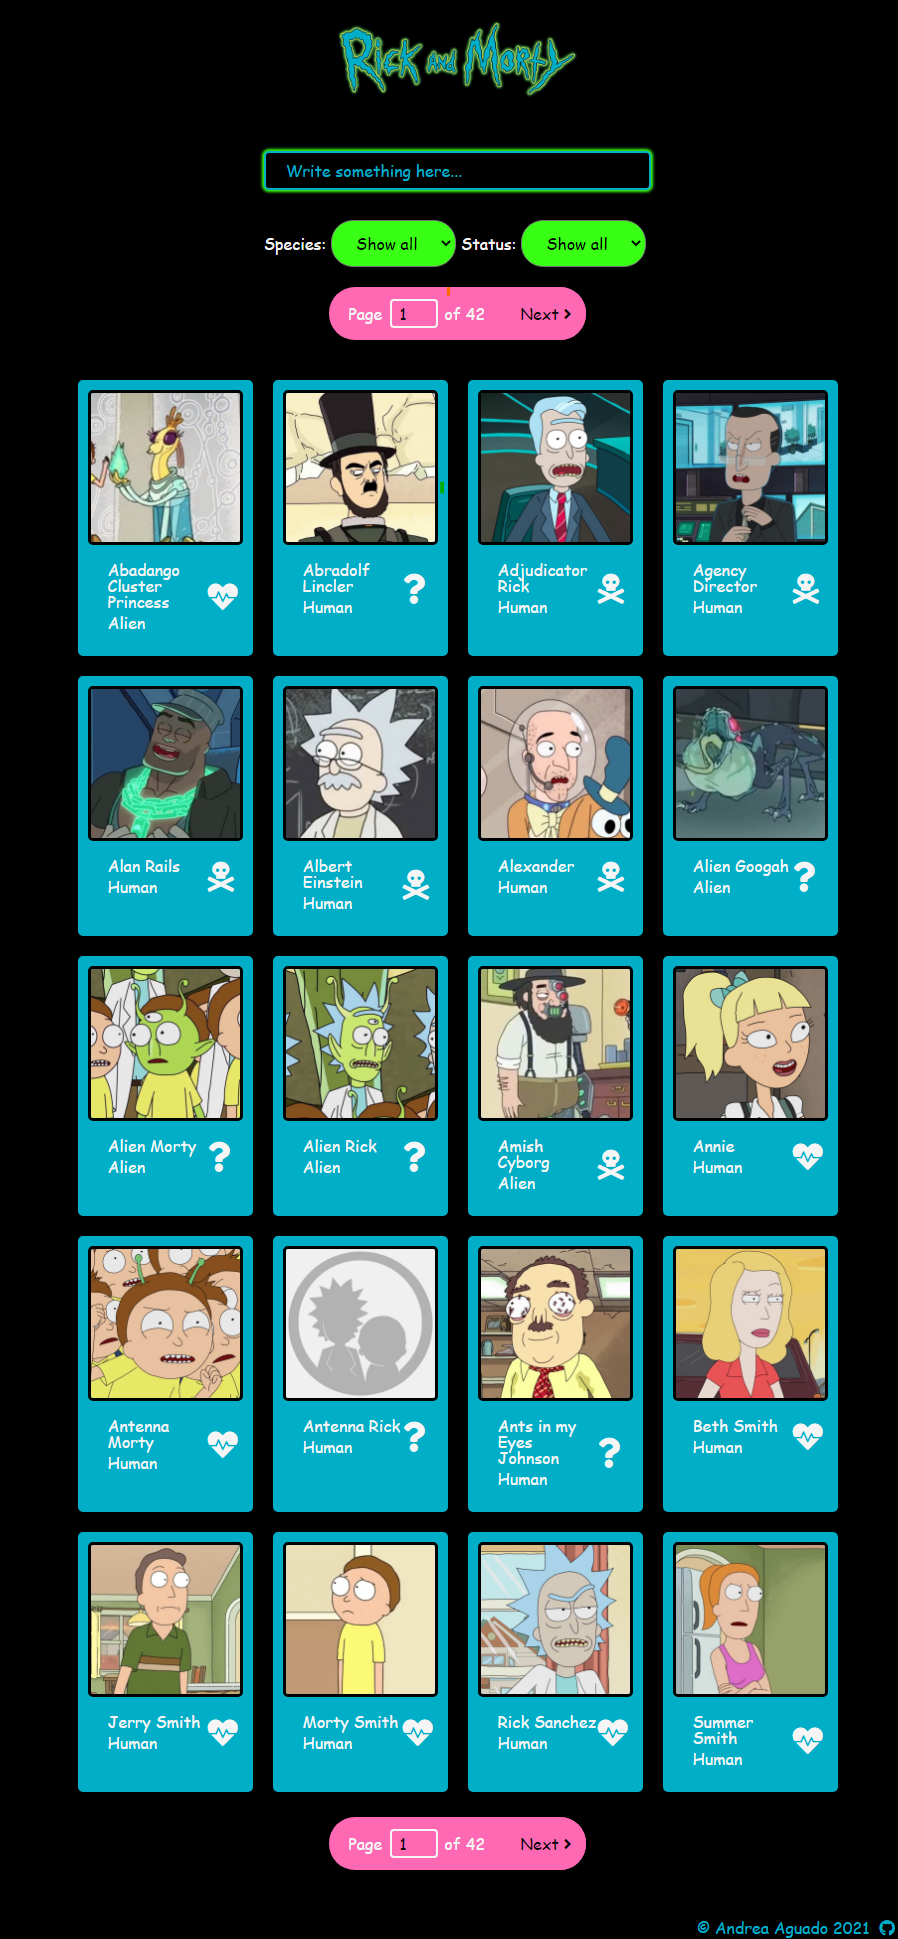 Rick and Morty
Write something here...
Species: Show all Status: Show all
Page 1 of 42 Next
Abadango
Cluster
Princess
Alien
Abradolf
Lincler
Human
Adjudicator
Rick
Human
Agency
Director
Human
Alan Rails
Human
Albert
Einstein
Human
Alexander
Human
Alien Googah
Alien
Alien Morty
Alien
Alien Rick
Alien
Amish
Cyborg
Alien
Annie
Human
Antenna
Morty
Human
Antenna Rick
Human
Ants in my
Eyes
Johnson
Human
Beth Smith
Human
Jerry Smith
Human
Morty Smith
Human
Rick Sanchez
Human
Summer
Smith
Human
Page 1 of 42 Next
© Andrea Aguado 2021